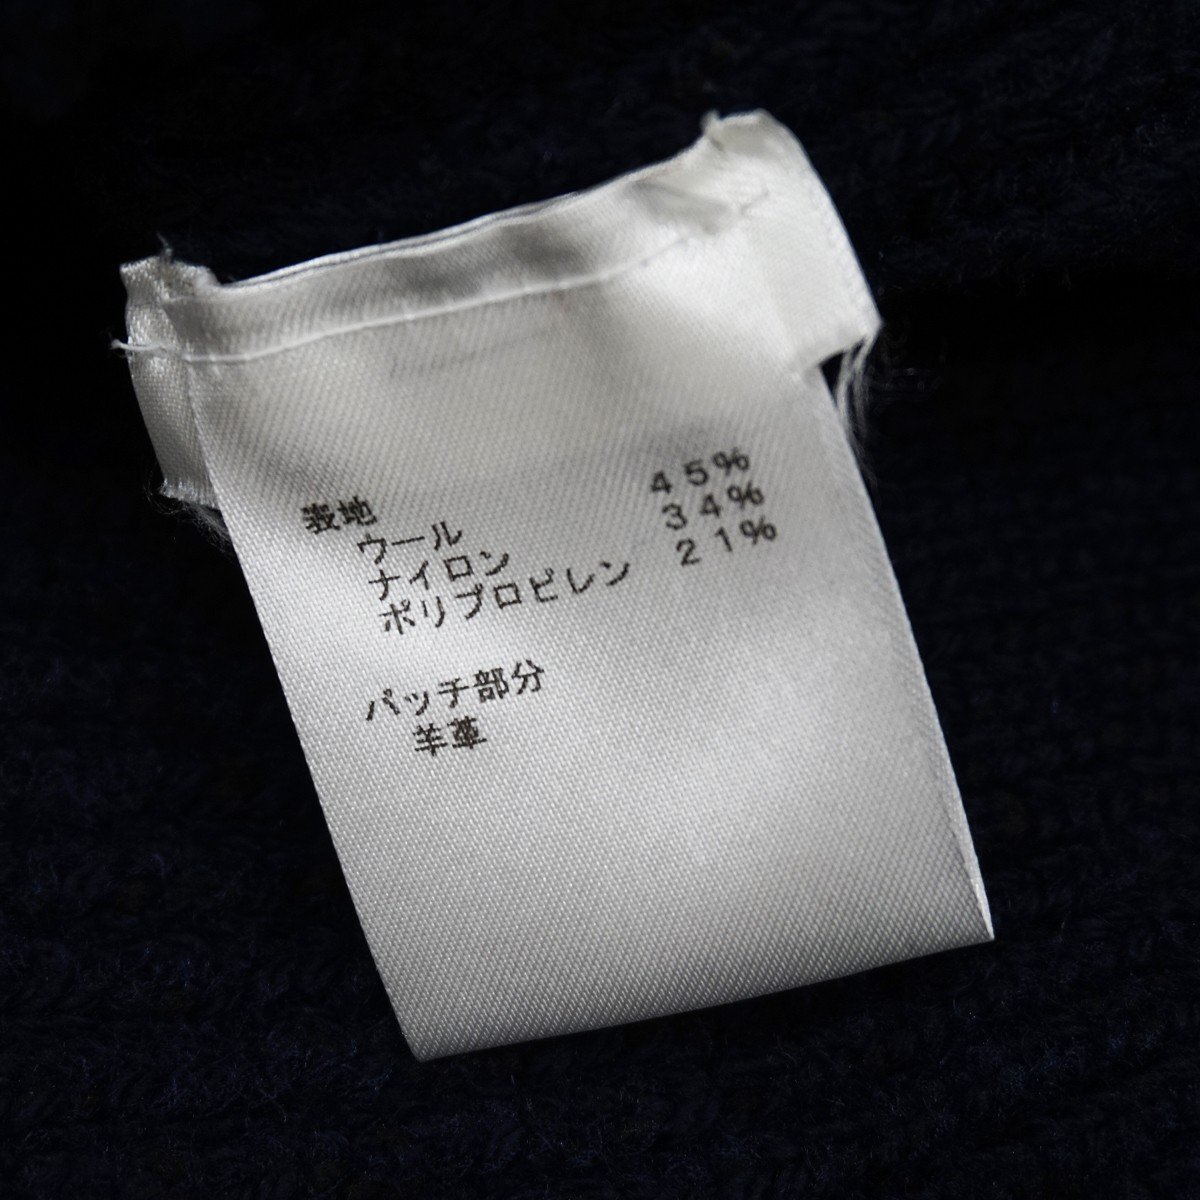 表地
ウール 45%
ナイロン 34%
ポリプロピレン 21%
パッチ部分
羊革